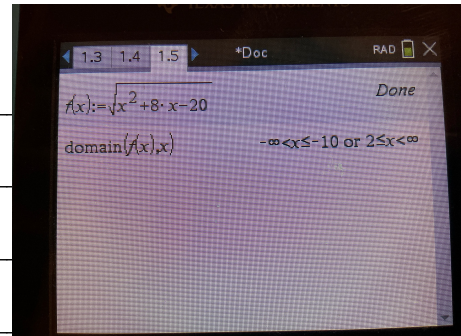 1.3 1.4 1.5 *Doc RAD
f(x):=√x²+8·x−20 Done
domain(f(x),x) -∞<x≤-10 or 2≤x<∞